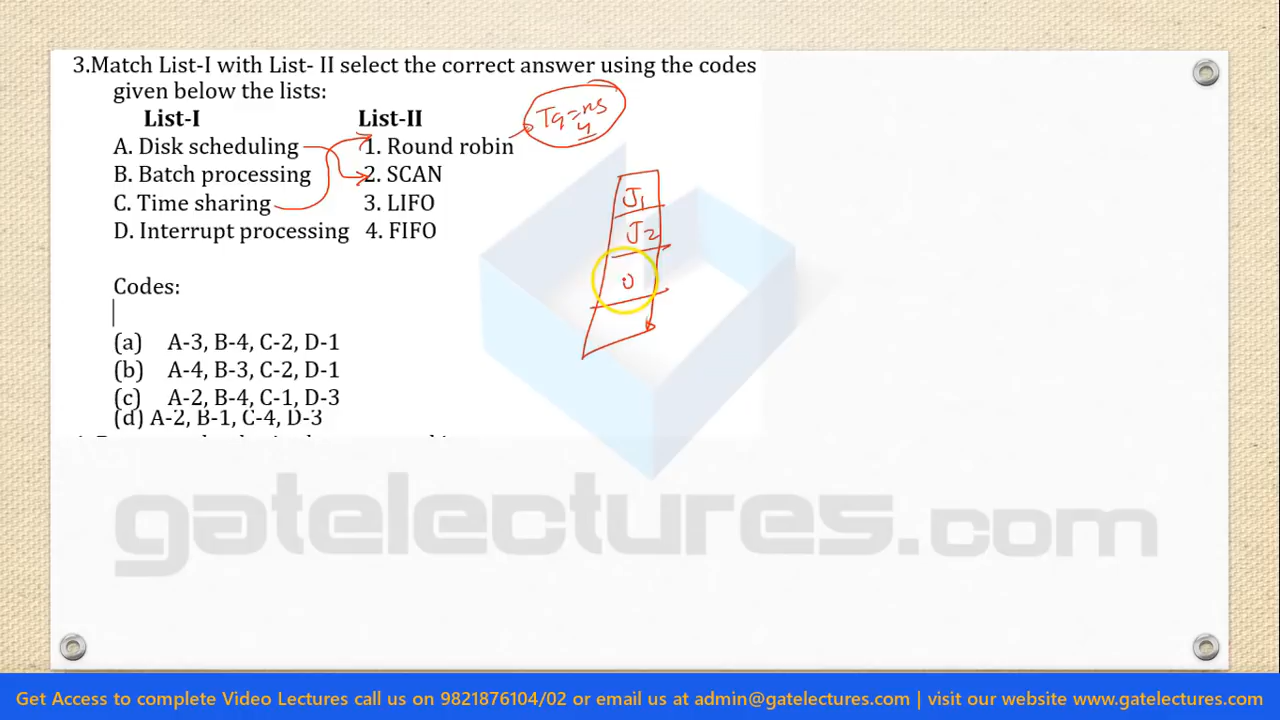 3.Match List-I with List- II select the correct answer using the codes
given below the lists:
List-I List-II
A. Disk scheduling 1. Round robin
B. Batch processing 2. SCAN
C. Time sharing 3. LIFO
D. Interrupt processing 4. FIFO
J1
J2
Codes:
(a) A-3, B-4, C-2, D-1
(b) A-4, B-3, C-2, D-1
(c) A-2, B-4, C-1, D-3
(d) A-2, B-1, C-4, D-3
gatelectures.com
Get Access to complete Video Lectures call us on 9821876104/02 or email us at admin@gatelectures.com | visit our website www.gatelectures.com